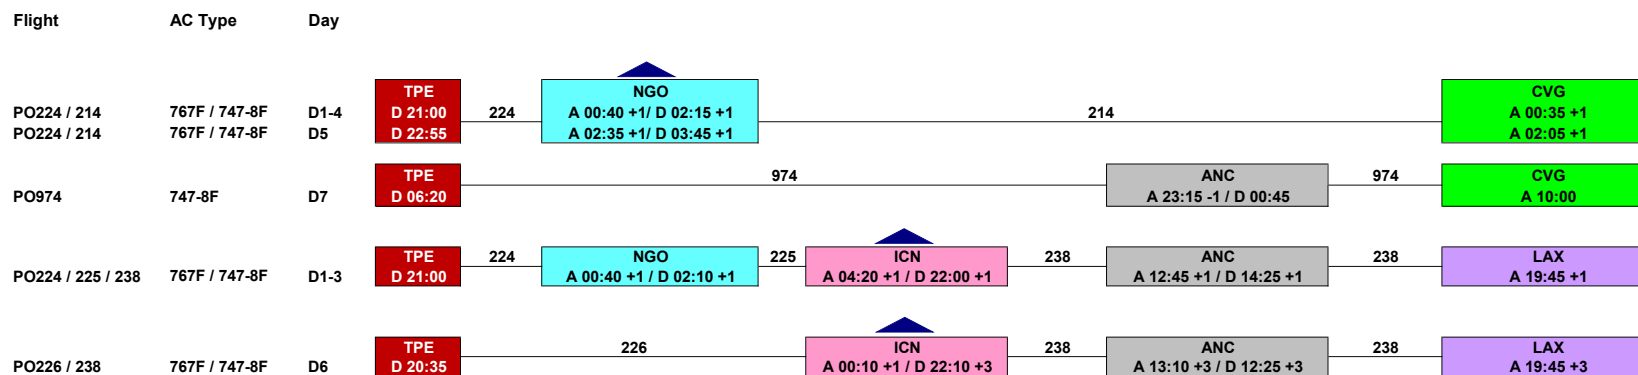 Flight AC Type Day
TPE NGO CVG
PO224 / 214 767F / 747-8F D1-4 D 21:00 224 A 00:40 +1/ D 02:15 +1 214 A 00:35 +1
PO224 / 214 767F / 747-8F D5 D 22:55 A 02:35 +1/ D 03:45 +1 A 02:05 +1
TPE 974 ANC 974 CVG
PO974 747-8F D7 D 06:20 A 23:15 -1 / D 00:45 A 10:00
TPE 224 NGO 225 ICN 238 ANC 238 LAX
PO224 / 225 / 238 767F / 747-8F D1-3 D 21:00 A 00:40 +1 / D 02:10 +1 A 04:20 +1 / D 22:00 +1 A 12:45 +1 / D 14:25 +1 A 19:45 +1
TPE 226 ICN 238 ANC 238 LAX
PO226 / 238 767F / 747-8F D6 D 20:35 A 00:10 +1 / D 22:10 +3 A 13:10 +3 / D 12:25 +3 A 19:45 +3